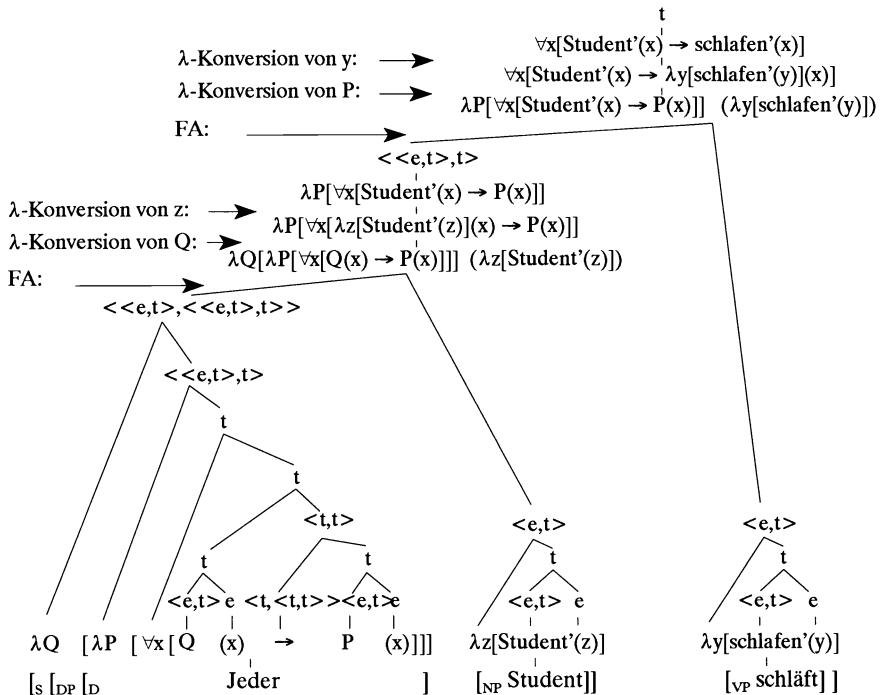 t
∀x[Student’(x) → schlafen’(x)]
λ-Konversion von y:
∀x[Student’(x) → λy[schlafen’(y)](x)]
λ-Konversion von P:
λP[∀x[Student’(x) → P(x)]] (λy[schlafen’(y)])
FA:
<<e,t>,t>
λP[∀x[Student’(x) → P(x)]]
λ-Konversion von z:
λP[∀x[λz[Student’(z)](x) → P(x)]]
λ-Konversion von Q:
λQ[λP[∀x[Q(x) → P(x)]]] (λz[Student’(z)])
FA:
<<e,t>,<<e,t>,t>>
<<e,t>,t>
t
t
<t,t> <e,t> <e,t>
t t t t
<e,t> e <t,<t,t>> <e,t> e <e,t> e <e,t> e
λQ [λP [∀x [Q (x) → P (x)]]] λz[Student’(z)] λy[schlafen’(y)]
[S [DP [D Jeder ] [NP Student]] [VP schläft] ]